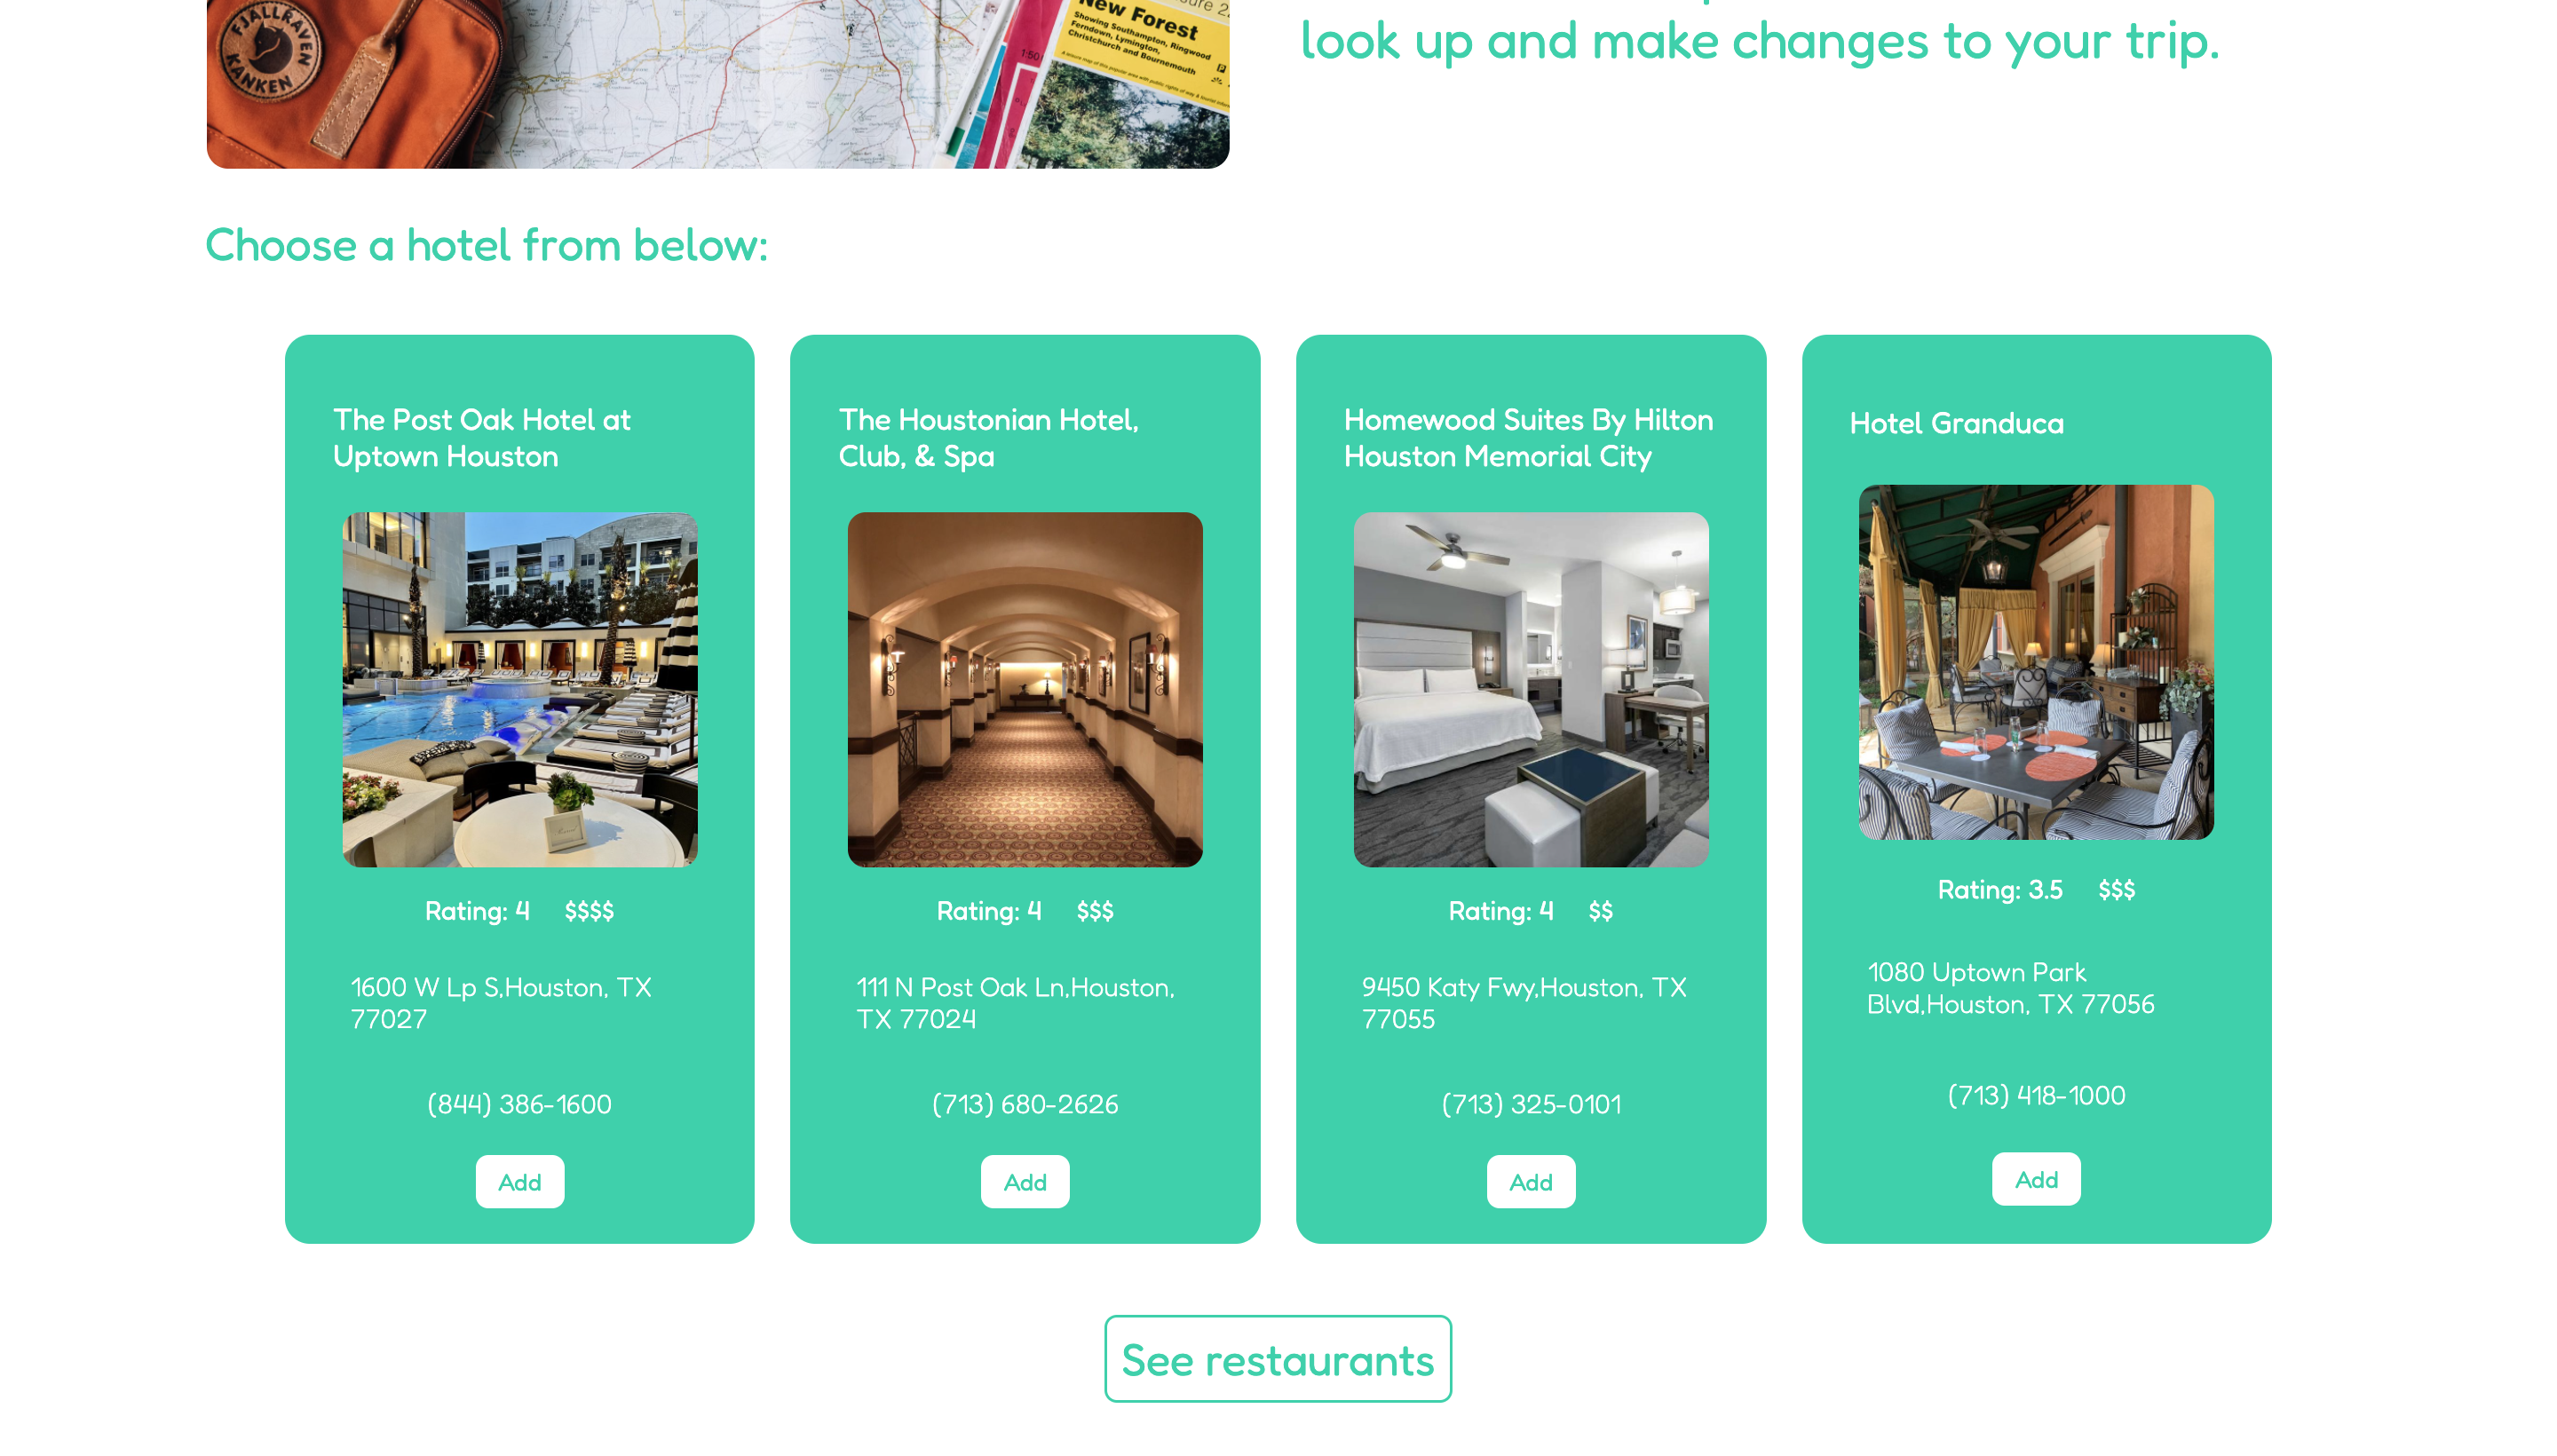 FJALLRAVEN
KANKEN
New Forest
Showing Southampton, Ringwood
Ferndown, Lymington,
Christchurch and Bournemouth
1:50
look up and make changes to your trip.
Choose a hotel from below:
The Post Oak Hotel at
Uptown Houston
Rating: 4 $$$$
1600 W Lp S,Houston, TX
77027
(844) 386-1600
Add
The Houstonian Hotel,
Club, & Spa
Rating: 4 $$$
111 N Post Oak Ln,Houston,
TX 77024
(713) 680-2626
Add
Homewood Suites By Hilton
Houston Memorial City
Rating: 4 $$
9450 Katy Fwy,Houston, TX
77055
(713) 325-0101
Add
Hotel Granduca
Rating: 3.5 $$$
1080 Uptown Park
Blvd,Houston, TX 77056
(713) 418-1000
Add
See restaurants